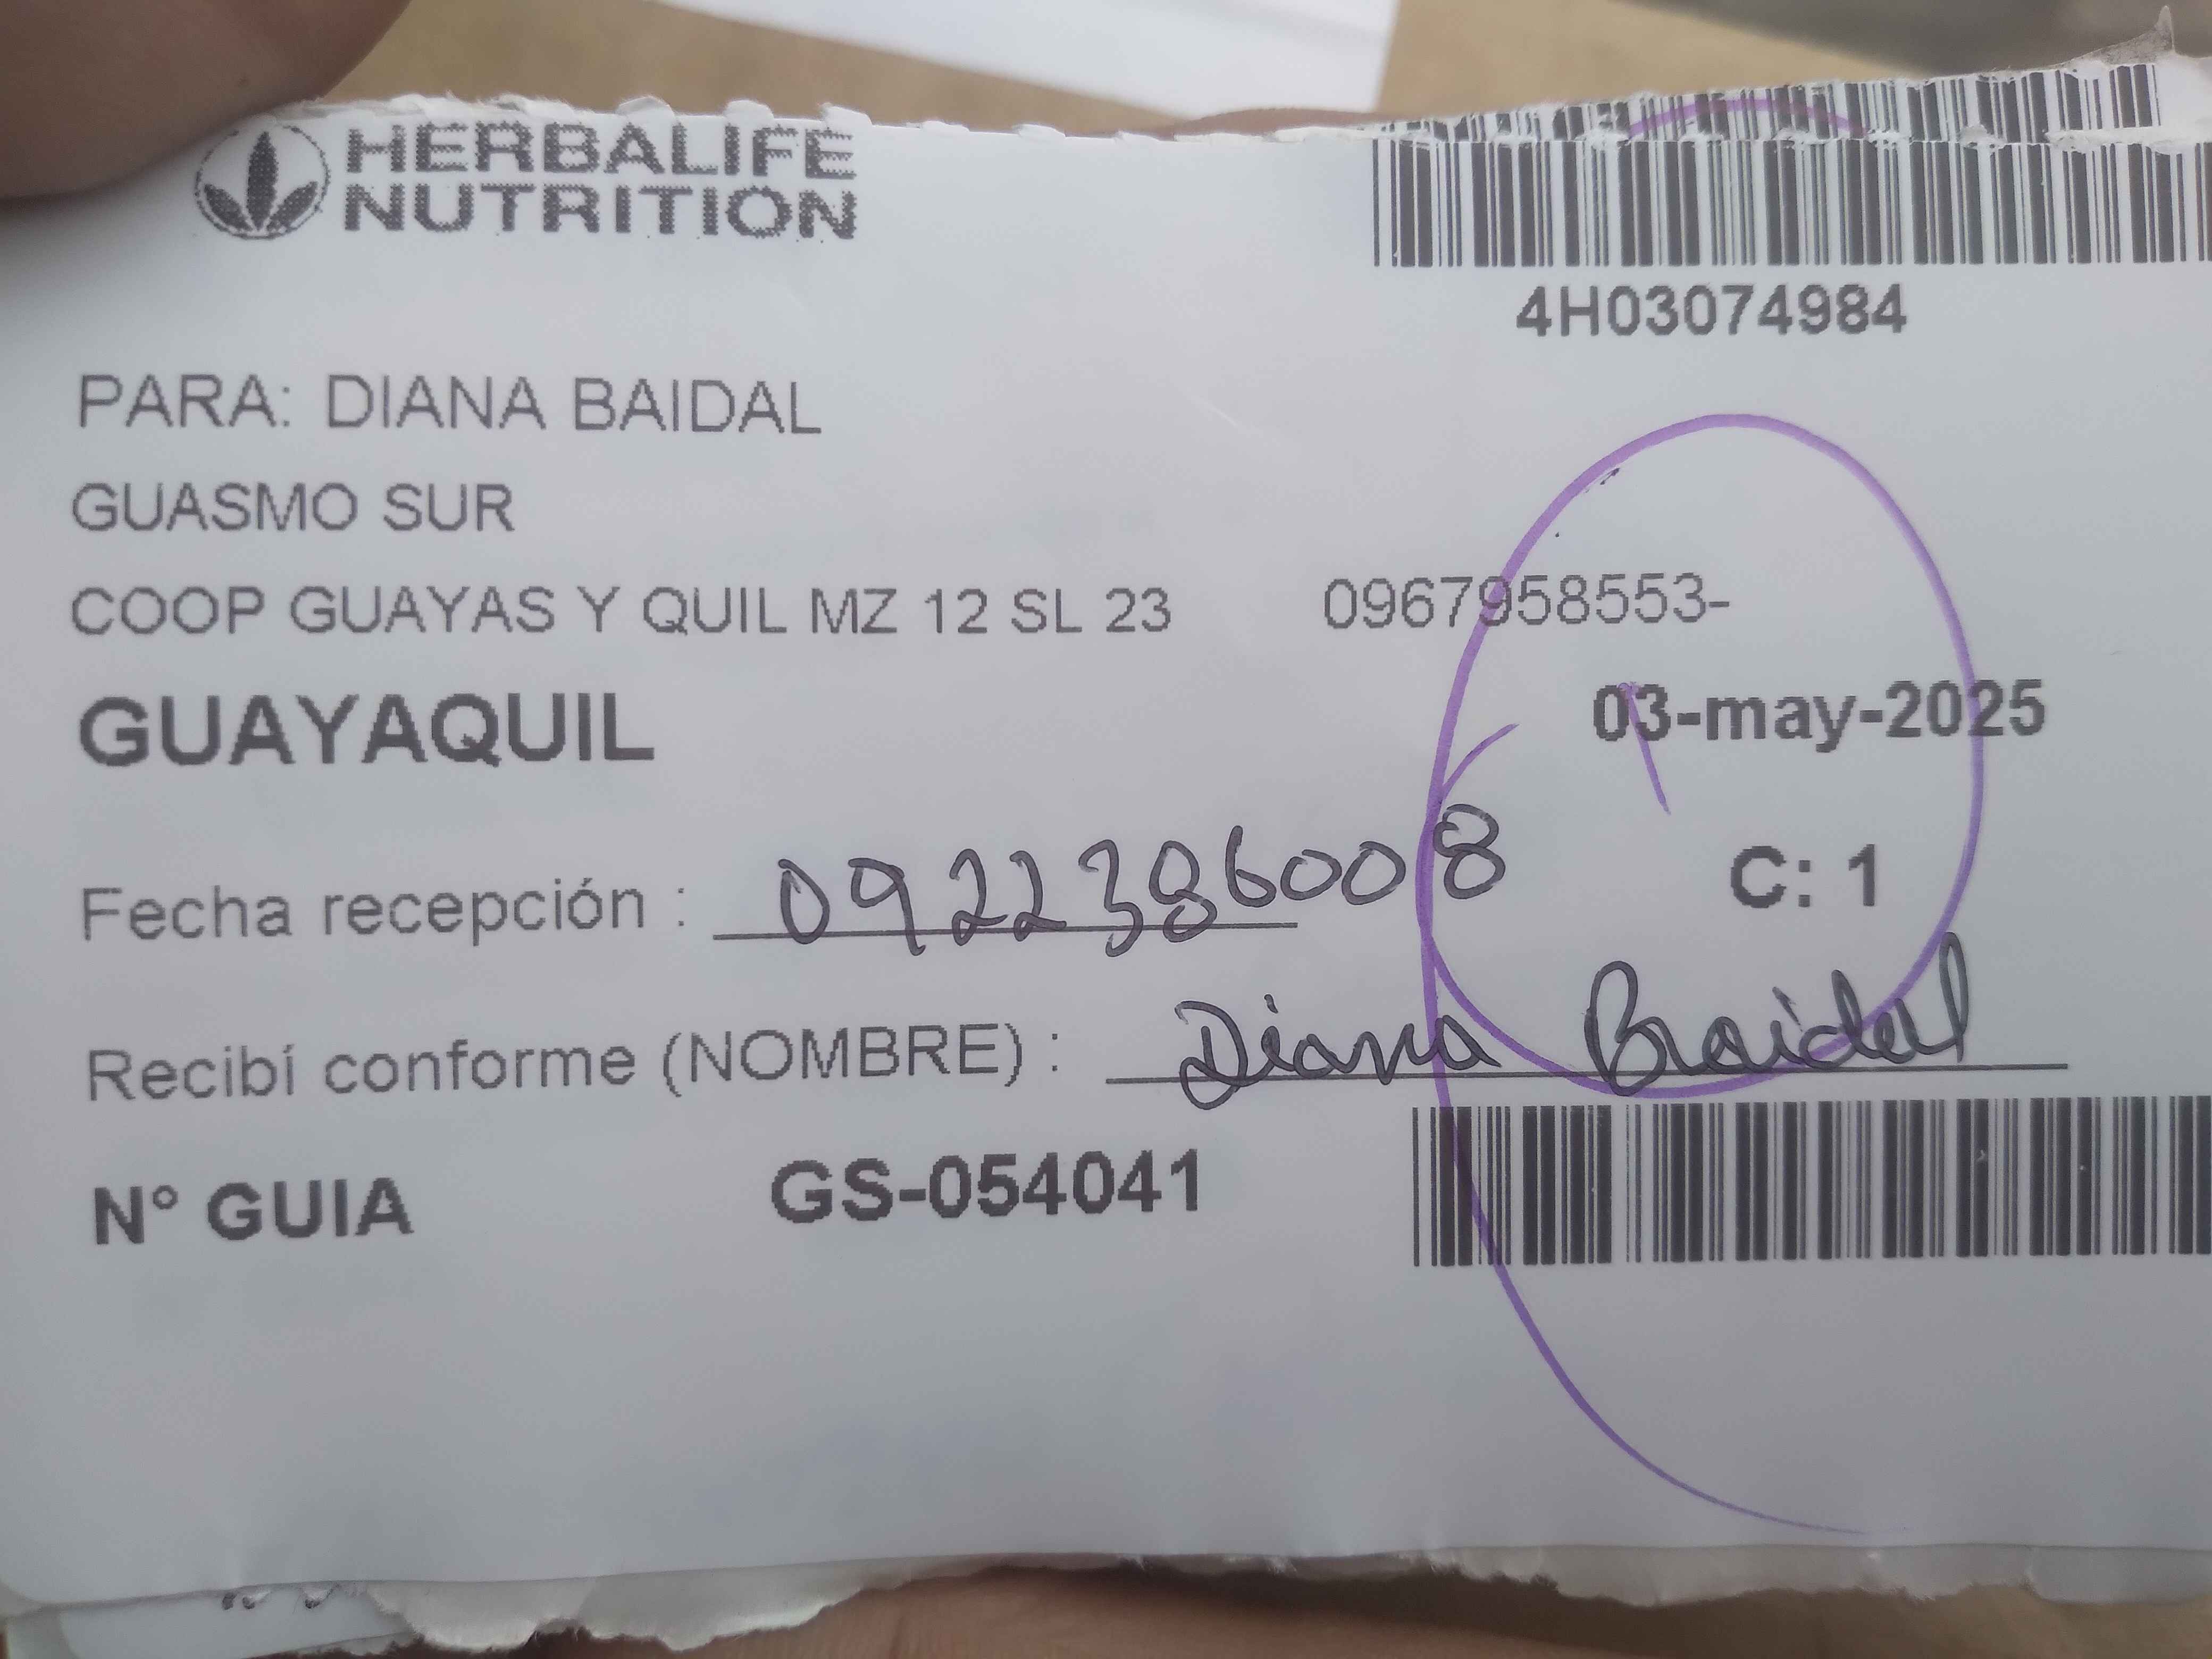 HERBALIFE
NUTRITION
4H03074984
PARA: DIANA BAIDAL
GUASMO SUR
COOP GUAYAS Y QUIL MZ 12 SL 23 0967958553-
GUAYAQUIL 03-may-2025
Fecha recepción : 0922386008 C: 1
Recibí conforme (NOMBRE) : Diana Baidal
N° GUIA GS-054041